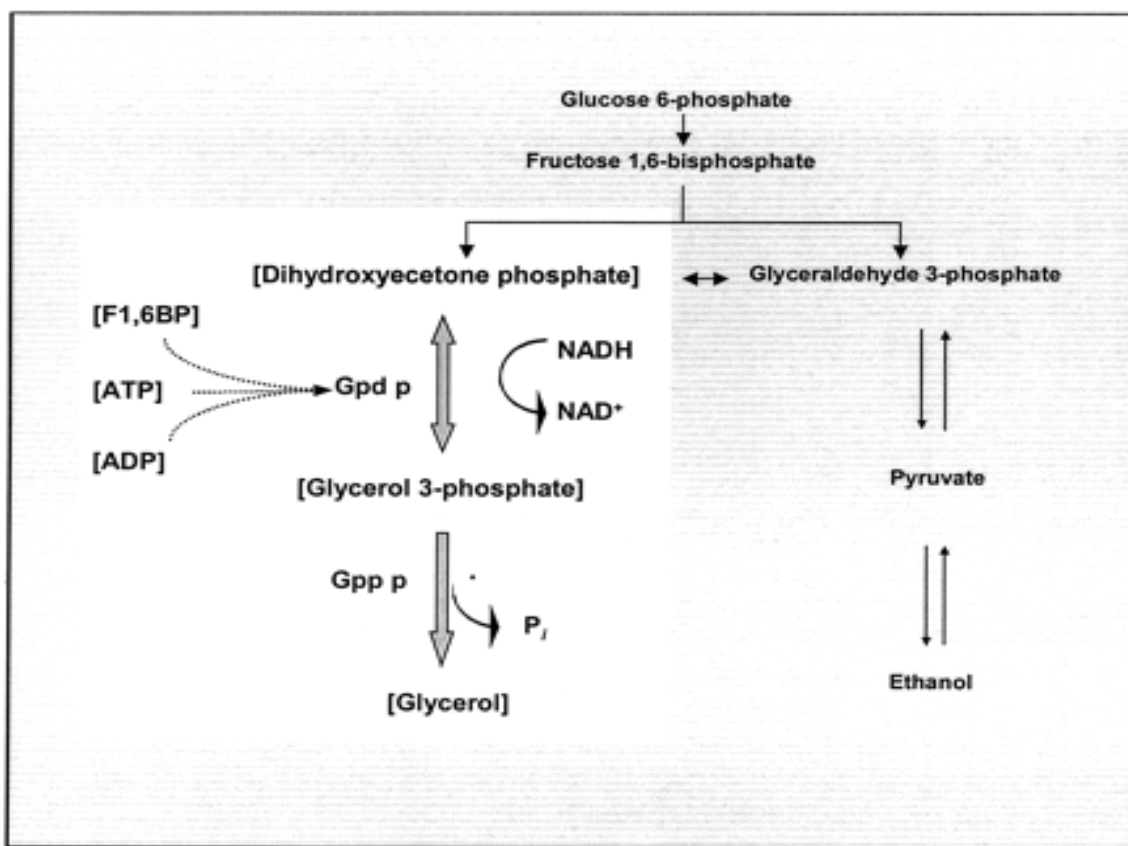 Glucose 6-phosphate
Fructose 1,6-bisphosphate
[Dihydroxyecetone phosphate]
Glyceraldehyde 3-phosphate
[F1,6BP]
NADH
[ATP]
Gpd p
NAD⁺
[ADP]
[Glycerol 3-phosphate]
Pyruvate
Gpp p
Pi
[Glycerol]
Ethanol